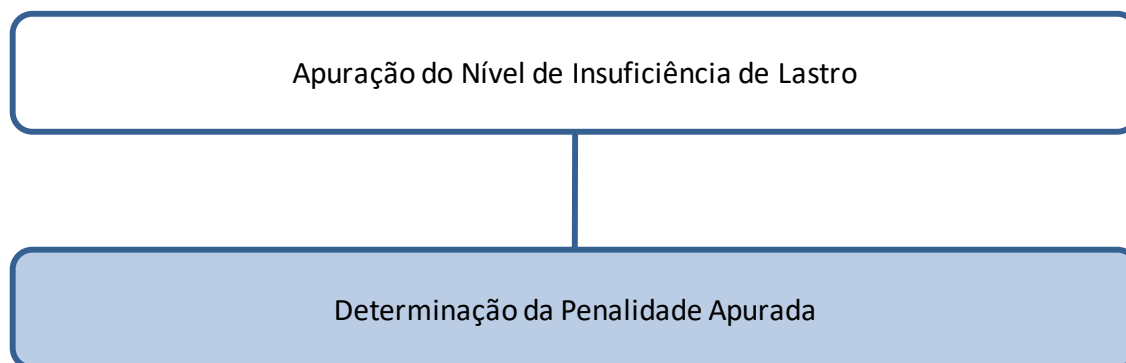 Apuração do Nível de Insuficiência de Lastro
Determinação da Penalidade Apurada